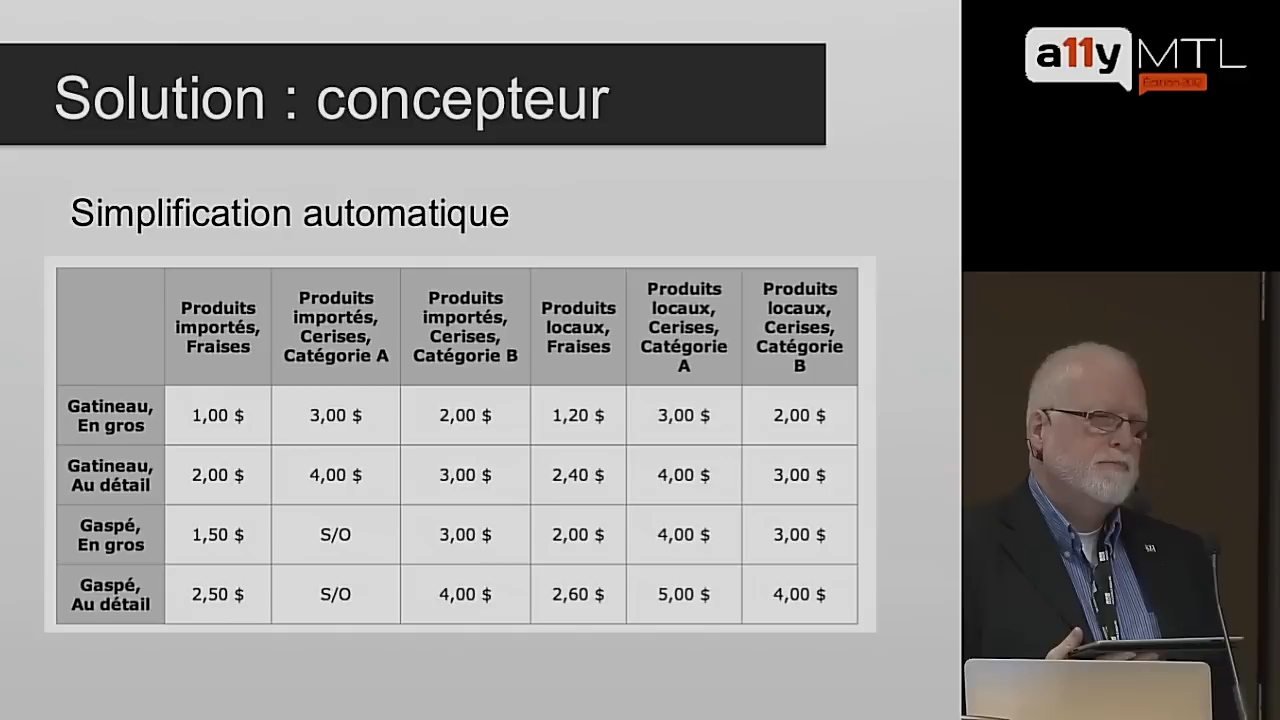 Solution : concepteur
Simplification automatique
Produits importés, Fraises
Produits importés, Cerises, Catégorie A
Produits importés, Cerises, Catégorie B
Produits locaux, Fraises
Produits locaux, Cerises, Catégorie A
Produits locaux, Cerises, Catégorie B
Gatineau, En gros 1,00 $ 3,00 $ 2,00 $ 1,20 $ 3,00 $ 2,00 $
Gatineau, Au détail 2,00 $ 4,00 $ 3,00 $ 2,40 $ 4,00 $ 3,00 $
Gaspé, En gros 1,50 $ S/O 3,00 $ 2,00 $ 4,00 $ 3,00 $
Gaspé, Au détail 2,50 $ S/O 4,00 $ 2,60 $ 5,00 $ 4,00 $
a11y MTL
Édition 2012